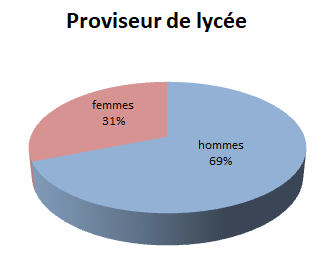 Proviseur de lycée
femmes
31%
hommes
69%